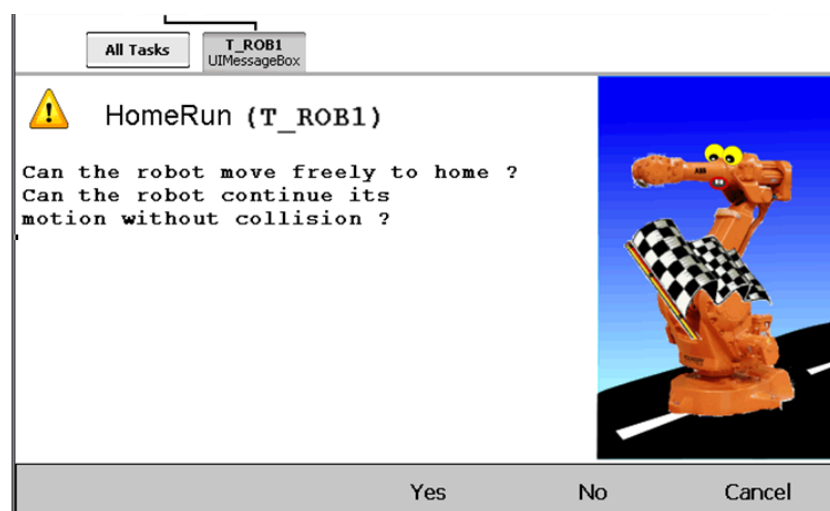 All Tasks
T_ROB1
UIMessageBox
HomeRun (T_ROB1)
Can the robot move freely to home ?
Can the robot continue its
motion without collision ?
ABB
Yes
No
Cancel